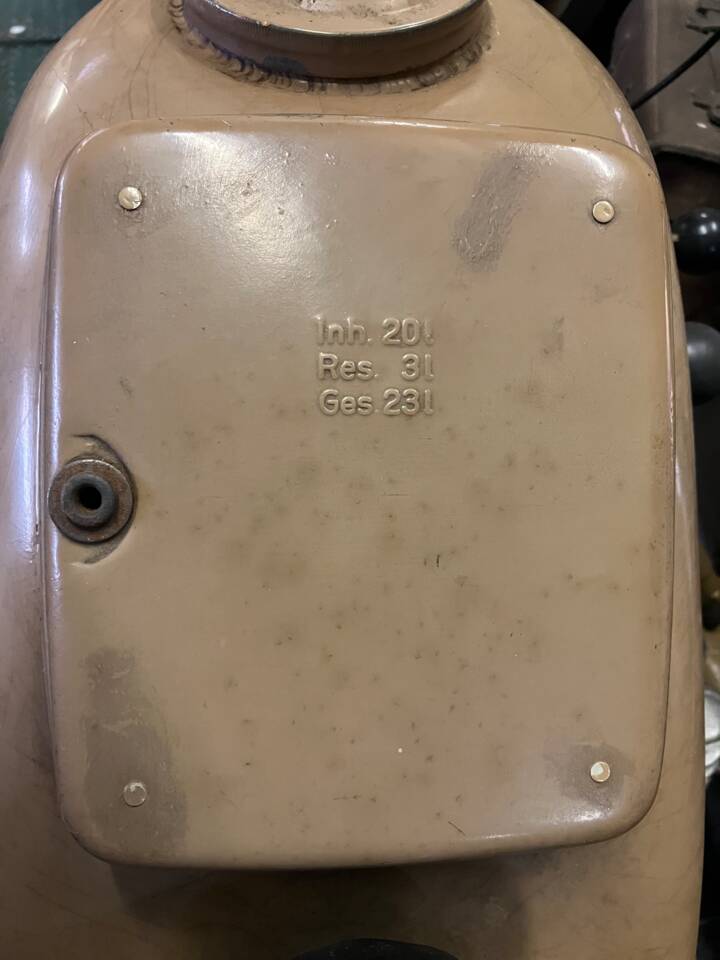 Inh. 20l
Res. 3l
Ges. 23l